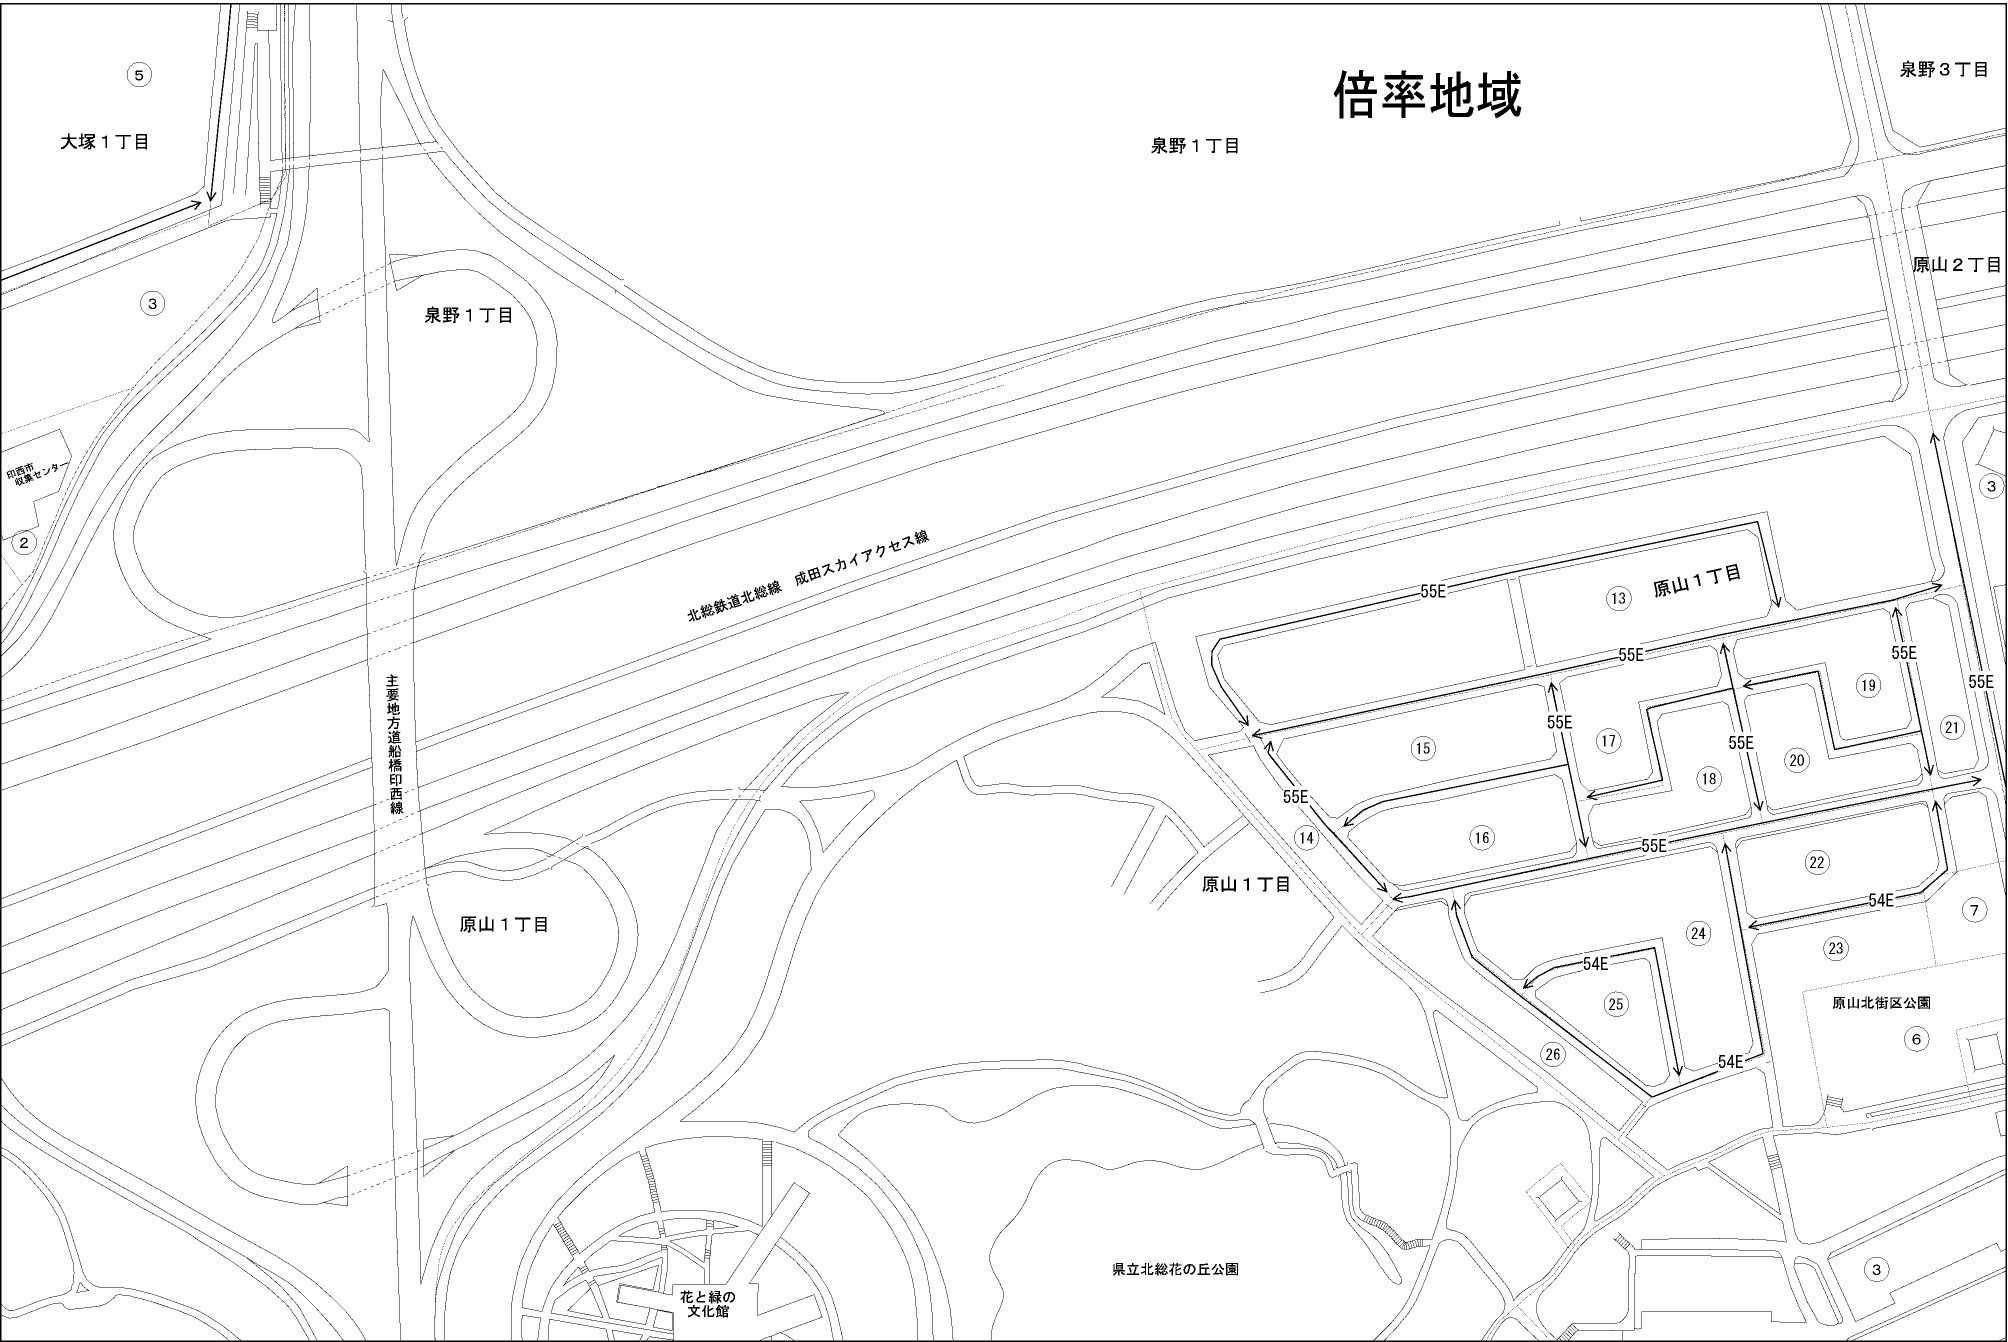 ⑤
大塚1丁目
倍率地域
泉野3丁目
泉野1丁目
原山2丁目
③
泉野1丁目
印西市
収集センター
②
③
北総鉄道北総線　成田スカイアクセス線
主要地方道船橋印西線
55E
⑬
原山1丁目
55E
55E
55E
⑲
55E
⑮
⑰
55E
⑳
㉑
⑱
55E
⑭
⑯
55E
㉒
原山1丁目
54E
⑦
原山1丁目
㉔
㉓
54E
㉕
原山北街区公園
⑥
㉖
54E
県立北総花の丘公園
③
花と緑の
文化館